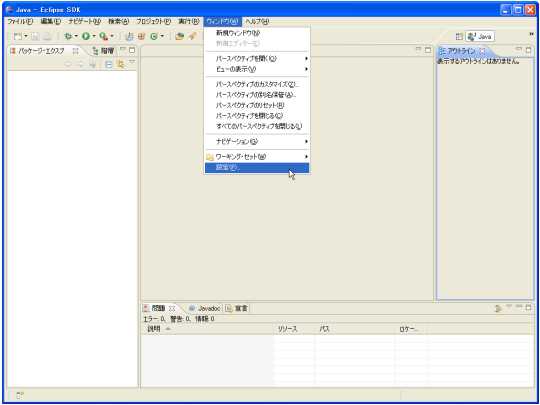 Java - Eclipse SDK
ファイル(F) 編集(E) ナビゲート(N) 検索(A) プロジェクト(P) 実行(R) ウィンドウ(W) ヘルプ(H)
新規ウィンドウ(N)
新規エディター(E)
Java
パッケージ・エクスプ 階層
アウトライン
表示するアウトラインはありません。
パースペクティブを開く(O)
ビューの表示(V)
パースペクティブのカスタマイズ(Z)...
パースペクティブの別名保管(A)...
パースペクティブのリセット(R)
パースペクティブを閉じる(C)
すべてのパースペクティブを閉じる(L)
ナビゲーション(G)
ワーキング・セット(W)
設定(P)...
問題 @ Javadoc 宣言
エラー: 0、警告: 0、情報: 0
説明 リソース パス ロケー...